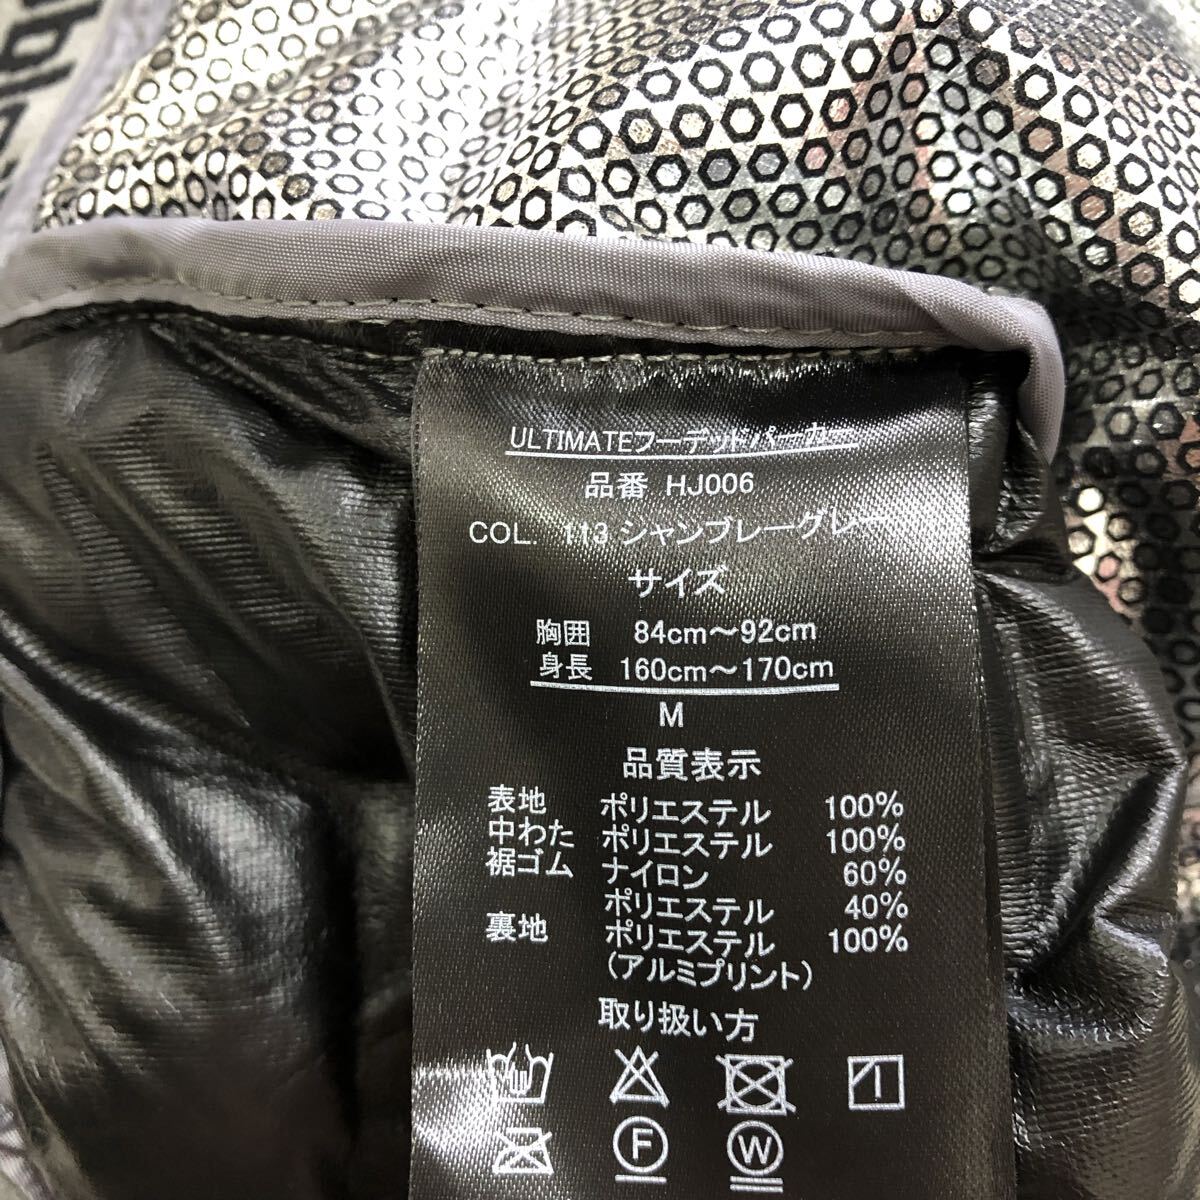 ULTIMATEフーデッドパーカー
品番 HJ006
COL. 113 シャンブレーグレー
サイズ
胸囲 84cm～92cm
身長 160cm～170cm
M
品質表示
表地 ポリエステル 100%
中わた ポリエステル 100%
裾ゴム ナイロン 60%
ポリエステル 40%
裏地 ポリエステル 100%
(アルミプリント)
取り扱い方
F W